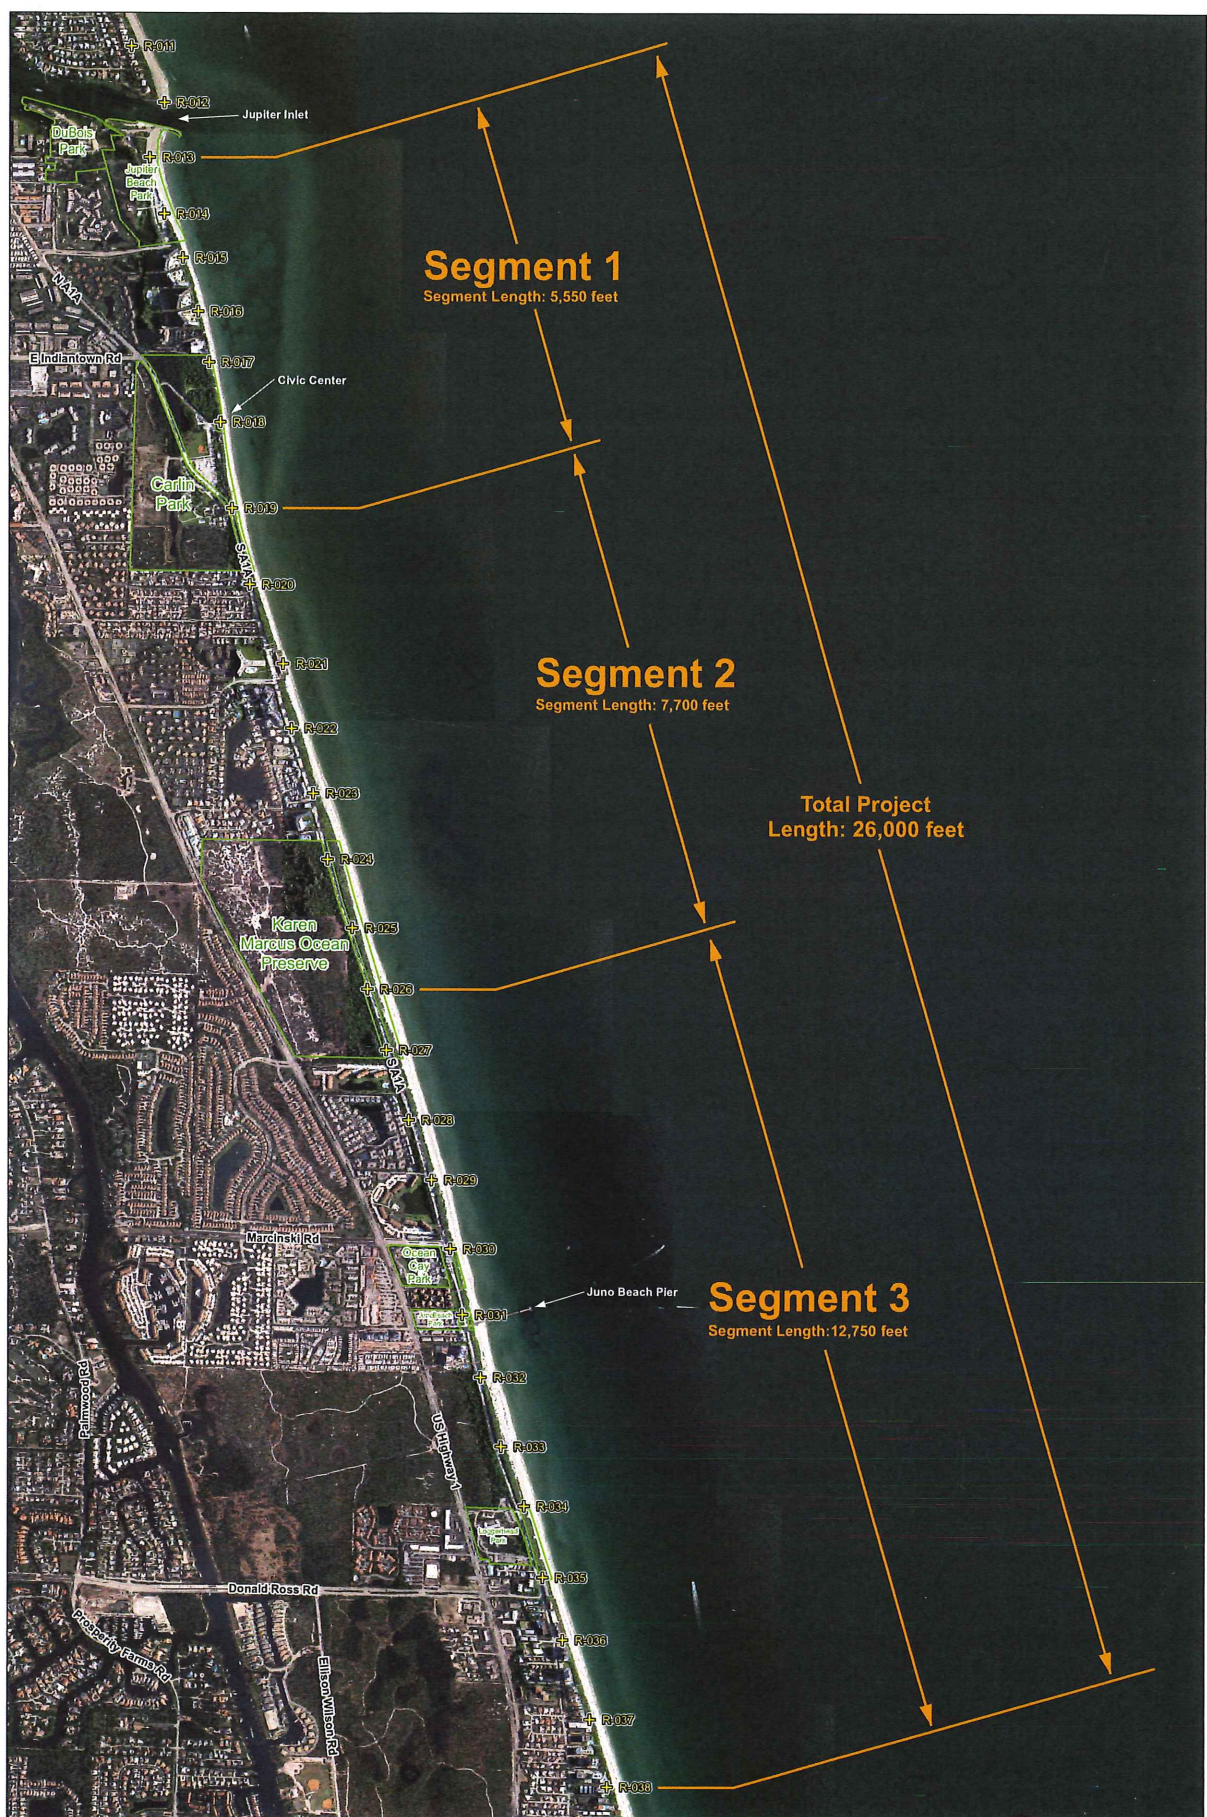 R-011
R-012
Jupiter Inlet
DuBois
Park
R-013
Jupiter
Beach
Park
R-014
R-015
Segment 1
Segment Length: 5,550 feet
N A1A
R-016
E Indiantown Rd
R-017
Civic Center
R-018
Carlin
Park
R-019
S A1A
R-020
R-021
Segment 2
Segment Length: 7,700 feet
R-022
R-023
Total Project
Length: 26,000 feet
R-024
Karen
Marcus Ocean
Preserve
R-025
R-026
R-027
S A1A
R-028
R-029
Marcinski Rd
R-030
Ocean
Cay
Park
Juno Beach Pier
Segment 3
Segment Length:12,750 feet
R-031
Juno Beach
Park
R-032
Palmwood Rd
US Highway 1
R-033
R-034
Loggerhead
Park
R-035
Donald Ross Rd
Prosperity Farms Rd
R-036
Ellison Wilson Rd
R-037
R-038